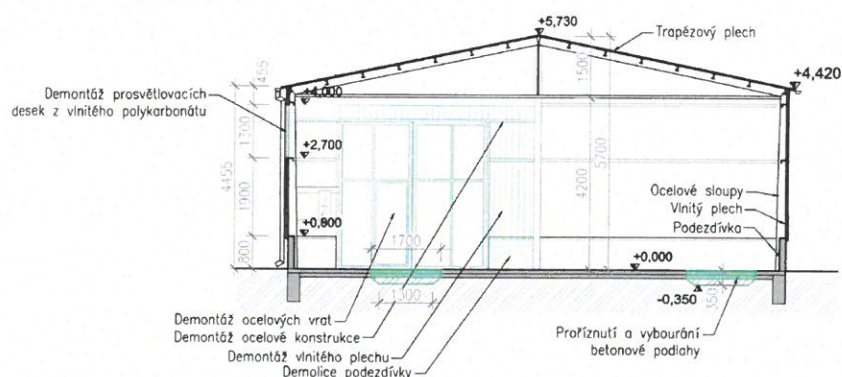 +5,730
Trapézový plech
+4,420
455
1500
Demontáž prosvětlovacích
desek z vlnitého polykarbonátu
+4,000
1300
+2,700
4455
1900
4200
5700
Ocelové sloupy
Vlnitý plech
Podezdívka
+0,800
800
1700
+0,000
1300
-0,350
350
Demontáž ocelových vrat
Demontáž ocelové konstrukce
Demontáž vlnitého plechu
Demolice podezdívky
Proříznutí a vybourání
betonové podlahy